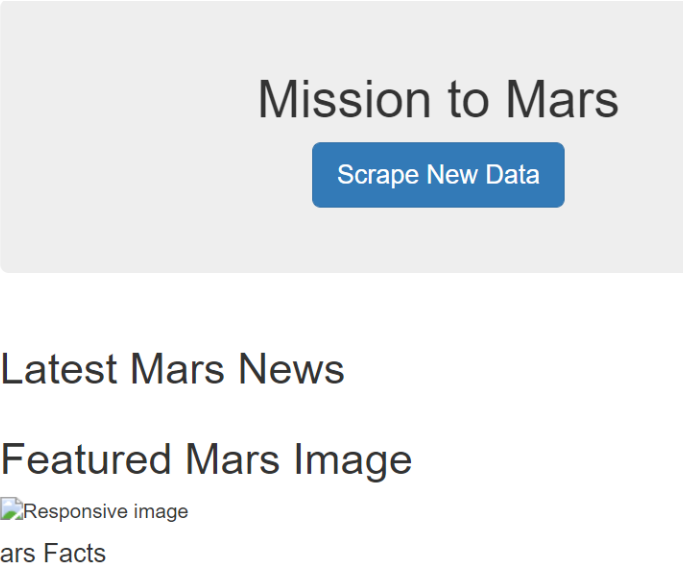 Mission to Mars
Scrape New Data
Latest Mars News
Featured Mars Image
Responsive image
ars Facts